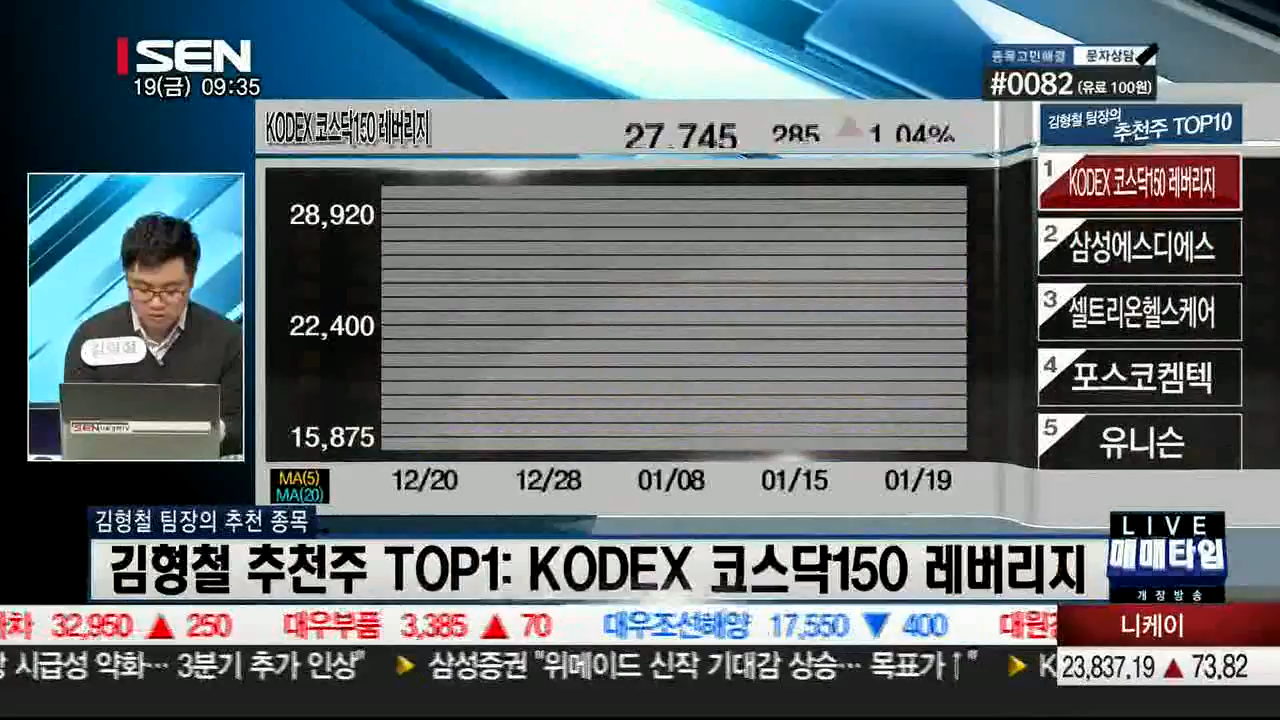 SEN
19(금) 09:35
종목고민해결 문자상담
#0082 (유료 100원)
KODEX 코스닥150 레버리지 27,745 285 ▲ 1.04%
김형철 팀장의
추천주 TOP10
1 KODEX 코스닥150 레버리지
2 삼성에스디에스
3 셀트리온헬스케어
4 포스코켐텍
5 유니슨
28,920
22,400
15,875
MA(5)
MA(20)
12/20 12/28 01/08 01/15 01/19
김형철
SEN
김형철 팀장의 추천 종목
김형철 추천주 TOP1: KODEX 코스닥150 레버리지
LIVE
매매타임
개장방송
차 32,950 ▲ 250 대우부품 3,385 ▲ 70 대우조선해양 17,550 ▼ 400 대원
니케이
시급성 약화… 3분기 추가 인상" ▶ 삼성증권 "위메이드 신작 기대감 상승… 목표가↑" ▶ K
23,837.19 ▲ 73.82